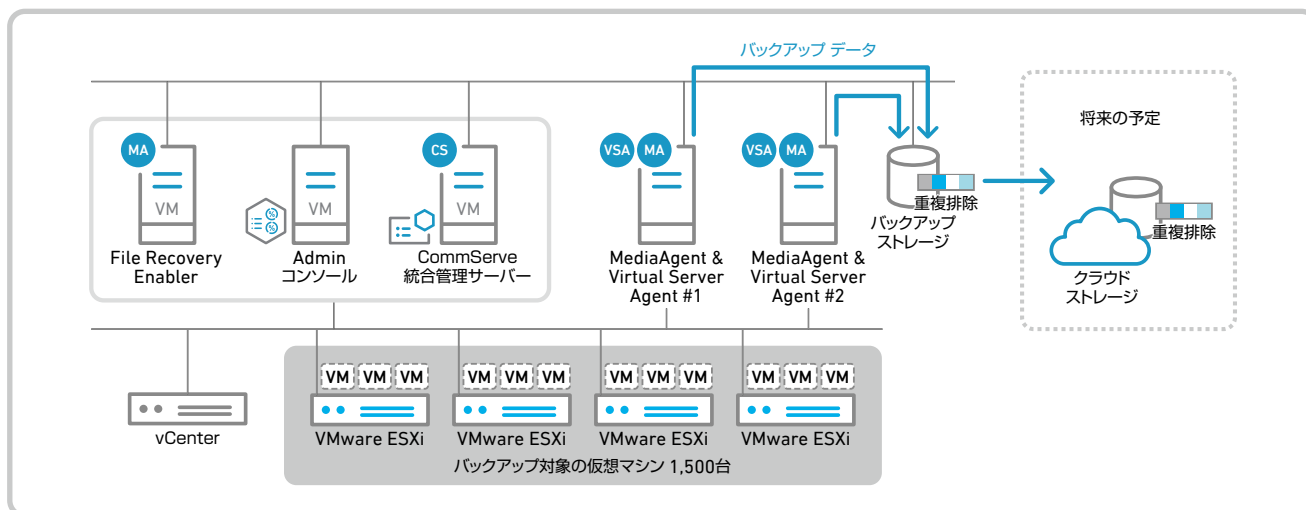 バックアップ データ
将来の予定
MA
VM
File Recovery
Enabler
%
%
VM
Admin
コンソール
CS
VM
CommServe
統合管理サーバー
VSA
MA
MediaAgent &
Virtual Server
Agent #1
VSA
MA
MediaAgent &
Virtual Server
Agent #2
重複排除
バックアップ
ストレージ
重複排除
クラウド
ストレージ
vCenter
VM VM VM
VMware ESXi
VM VM VM
VMware ESXi
VM VM VM
VMware ESXi
VM VM VM
VMware ESXi
バックアップ対象の仮想マシン 1,500台